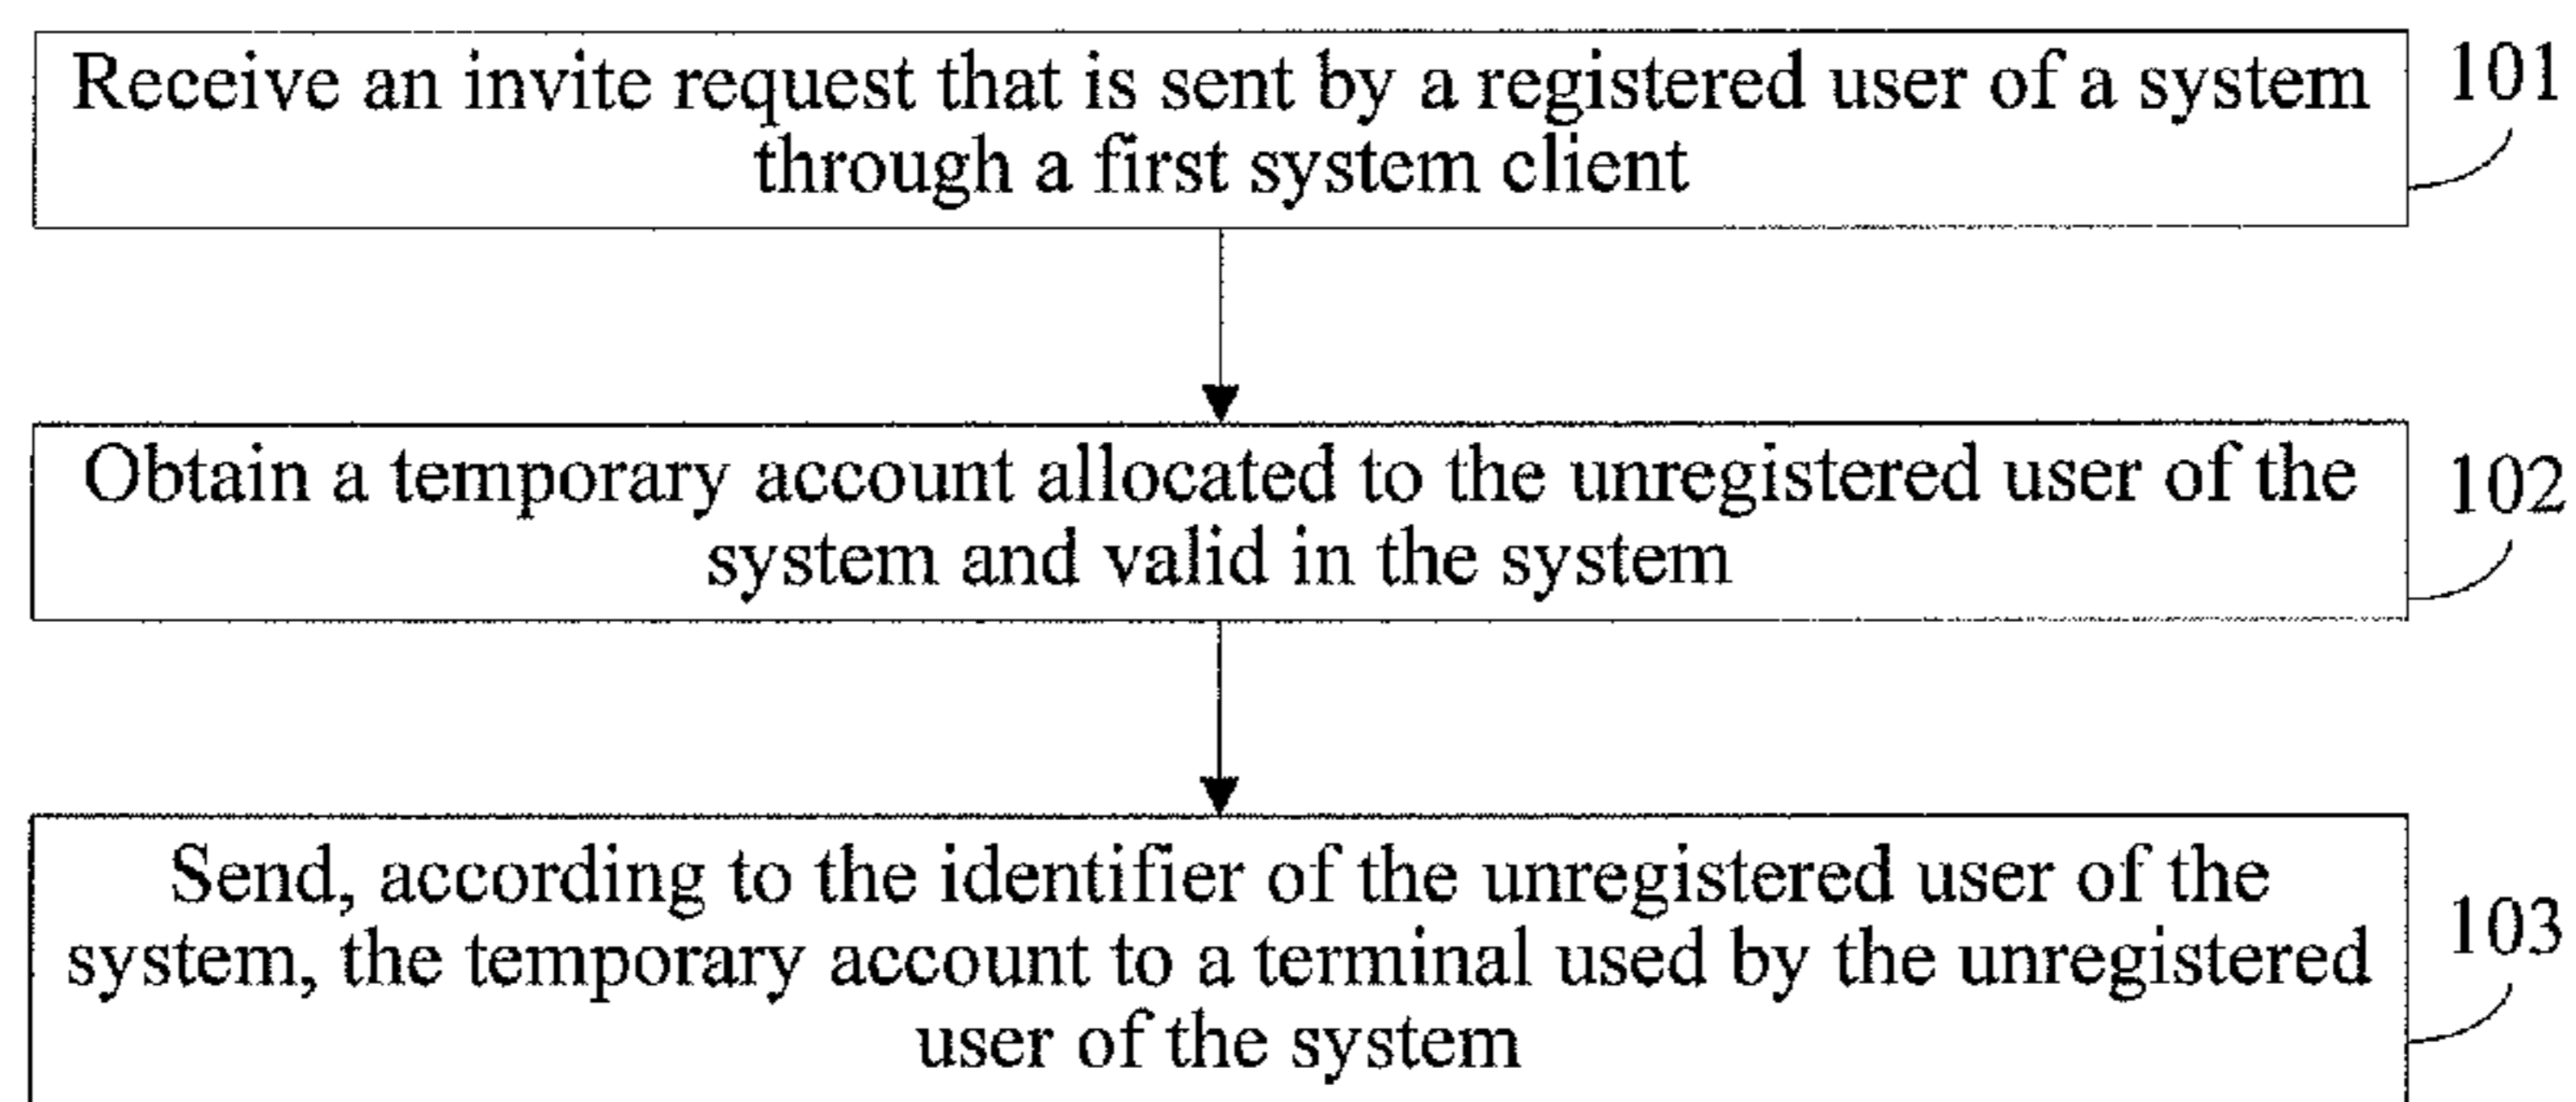 Receive an invite request that is sent by a registered user of a system
through a first system client
101
Obtain a temporary account allocated to the unregistered user of the
system and valid in the system
102
Send, according to the identifier of the unregistered user of the
system, the temporary account to a terminal used by the unregistered
user of the system
103